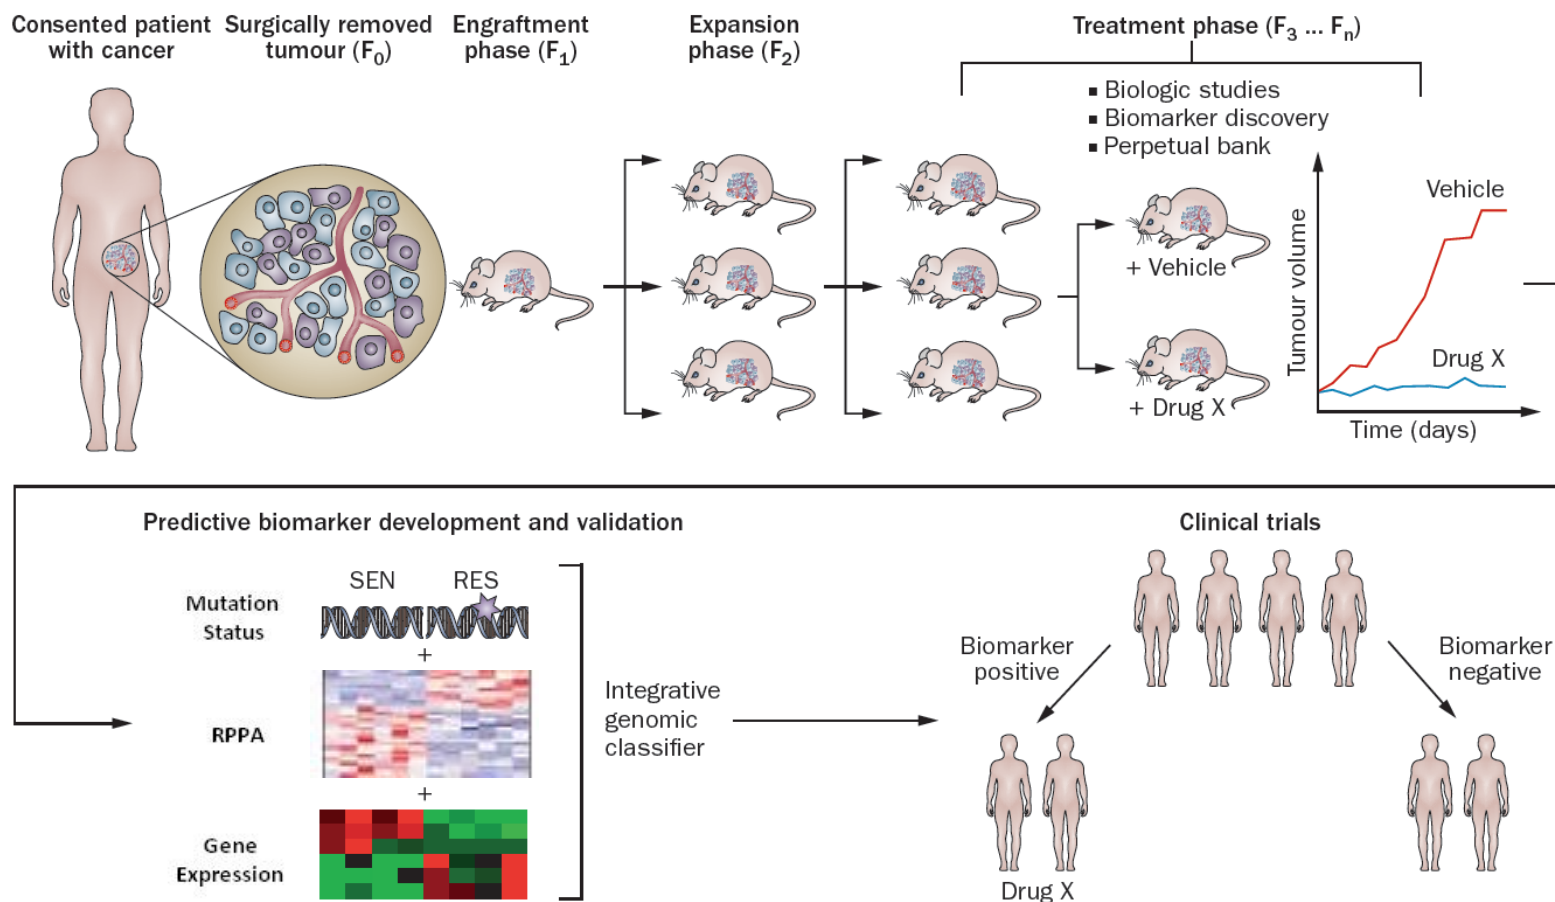 Consented patient
with cancer
Surgically removed
tumour (F0)
Engraftment
phase (F1)
Expansion
phase (F2)
Treatment phase (F3 ... Fn)
▪ Biologic studies
▪ Biomarker discovery
▪ Perpetual bank
+ Vehicle
+ Drug X
Tumour volume
Vehicle
Drug X
Time (days)
Predictive biomarker development and validation
SEN
RES
Mutation
Status
+
RPPA
+
Gene
Expression
Integrative
genomic
classifier
Clinical trials
Biomarker
positive
Biomarker
negative
Drug X